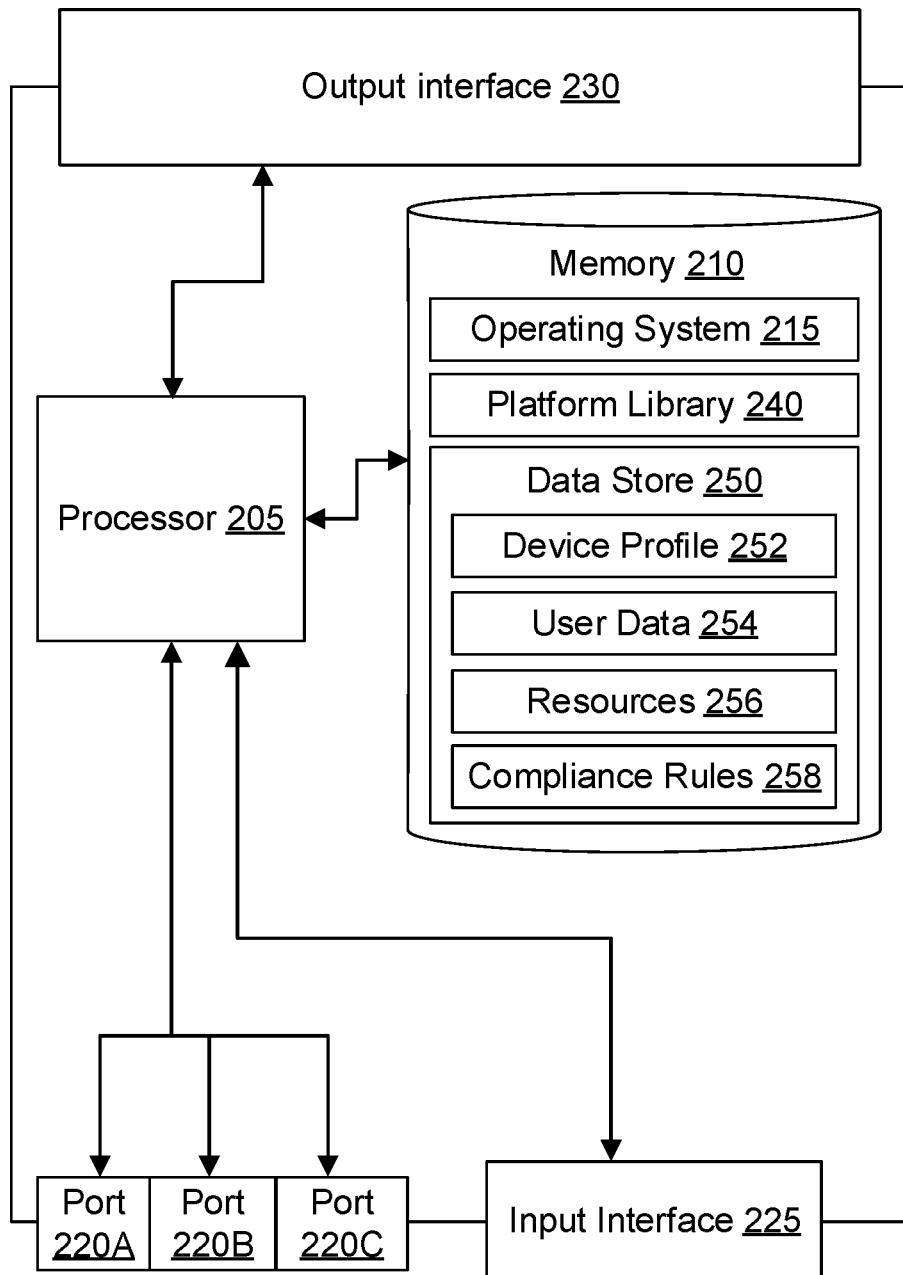 Output interface 230
Memory 210
Operating System 215
Platform Library 240
Data Store 250
Device Profile 252
User Data 254
Resources 256
Compliance Rules 258
Processor 205
Port
220A
Port
220B
Port
220C
Input Interface 225